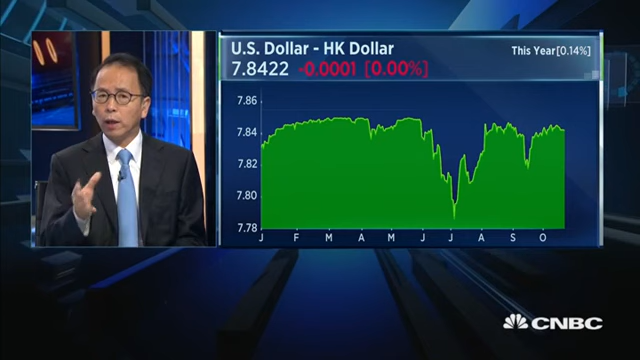 U.S. Dollar - HK Dollar
This Year[0.14%]
7.8422 -0.0001 [0.00%]
7.86
7.84
7.82
7.80
7.78
J F M A M J J A S O
CNBC